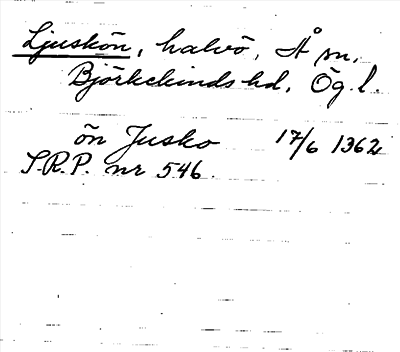 Ljuskön, halvö, Å sn,
Björkekinds hd, Ög. l.
ön Jusko 17/6 1362
S.R.P. nr 546.